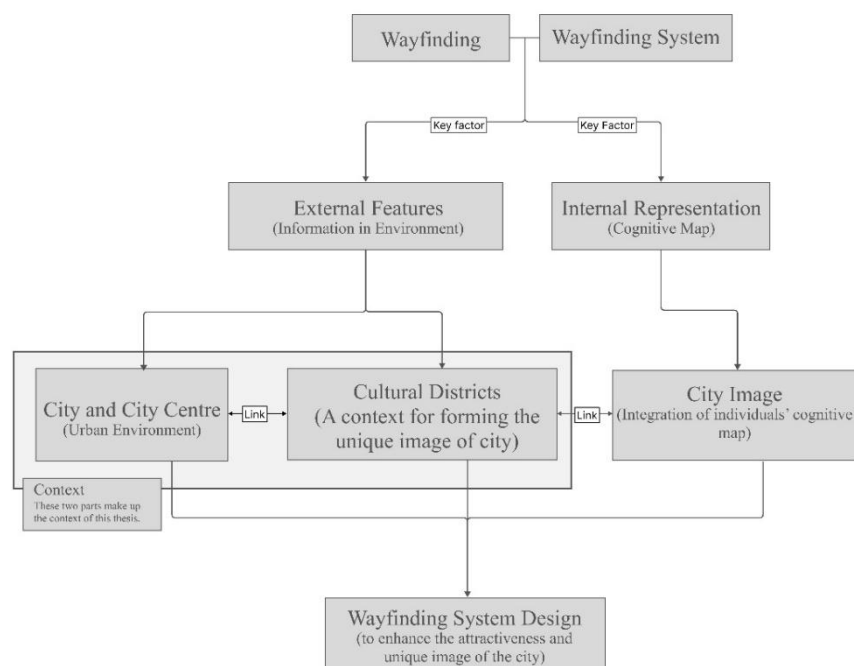 Wayfinding
Wayfinding System
Key factor
Key Factor
External Features
(Information in Environment)
Internal Representation
(Cognitive Map)
City and City Centre
(Urban Environment)
Link
Cultural Districts
(A context for forming the
unique image of city)
Link
City Image
(Integration of individuals' cognitive
map)
Context
These two parts make up
the context of this thesis.
Wayfinding System Design
(to enhance the attractiveness and
unique image of the city)